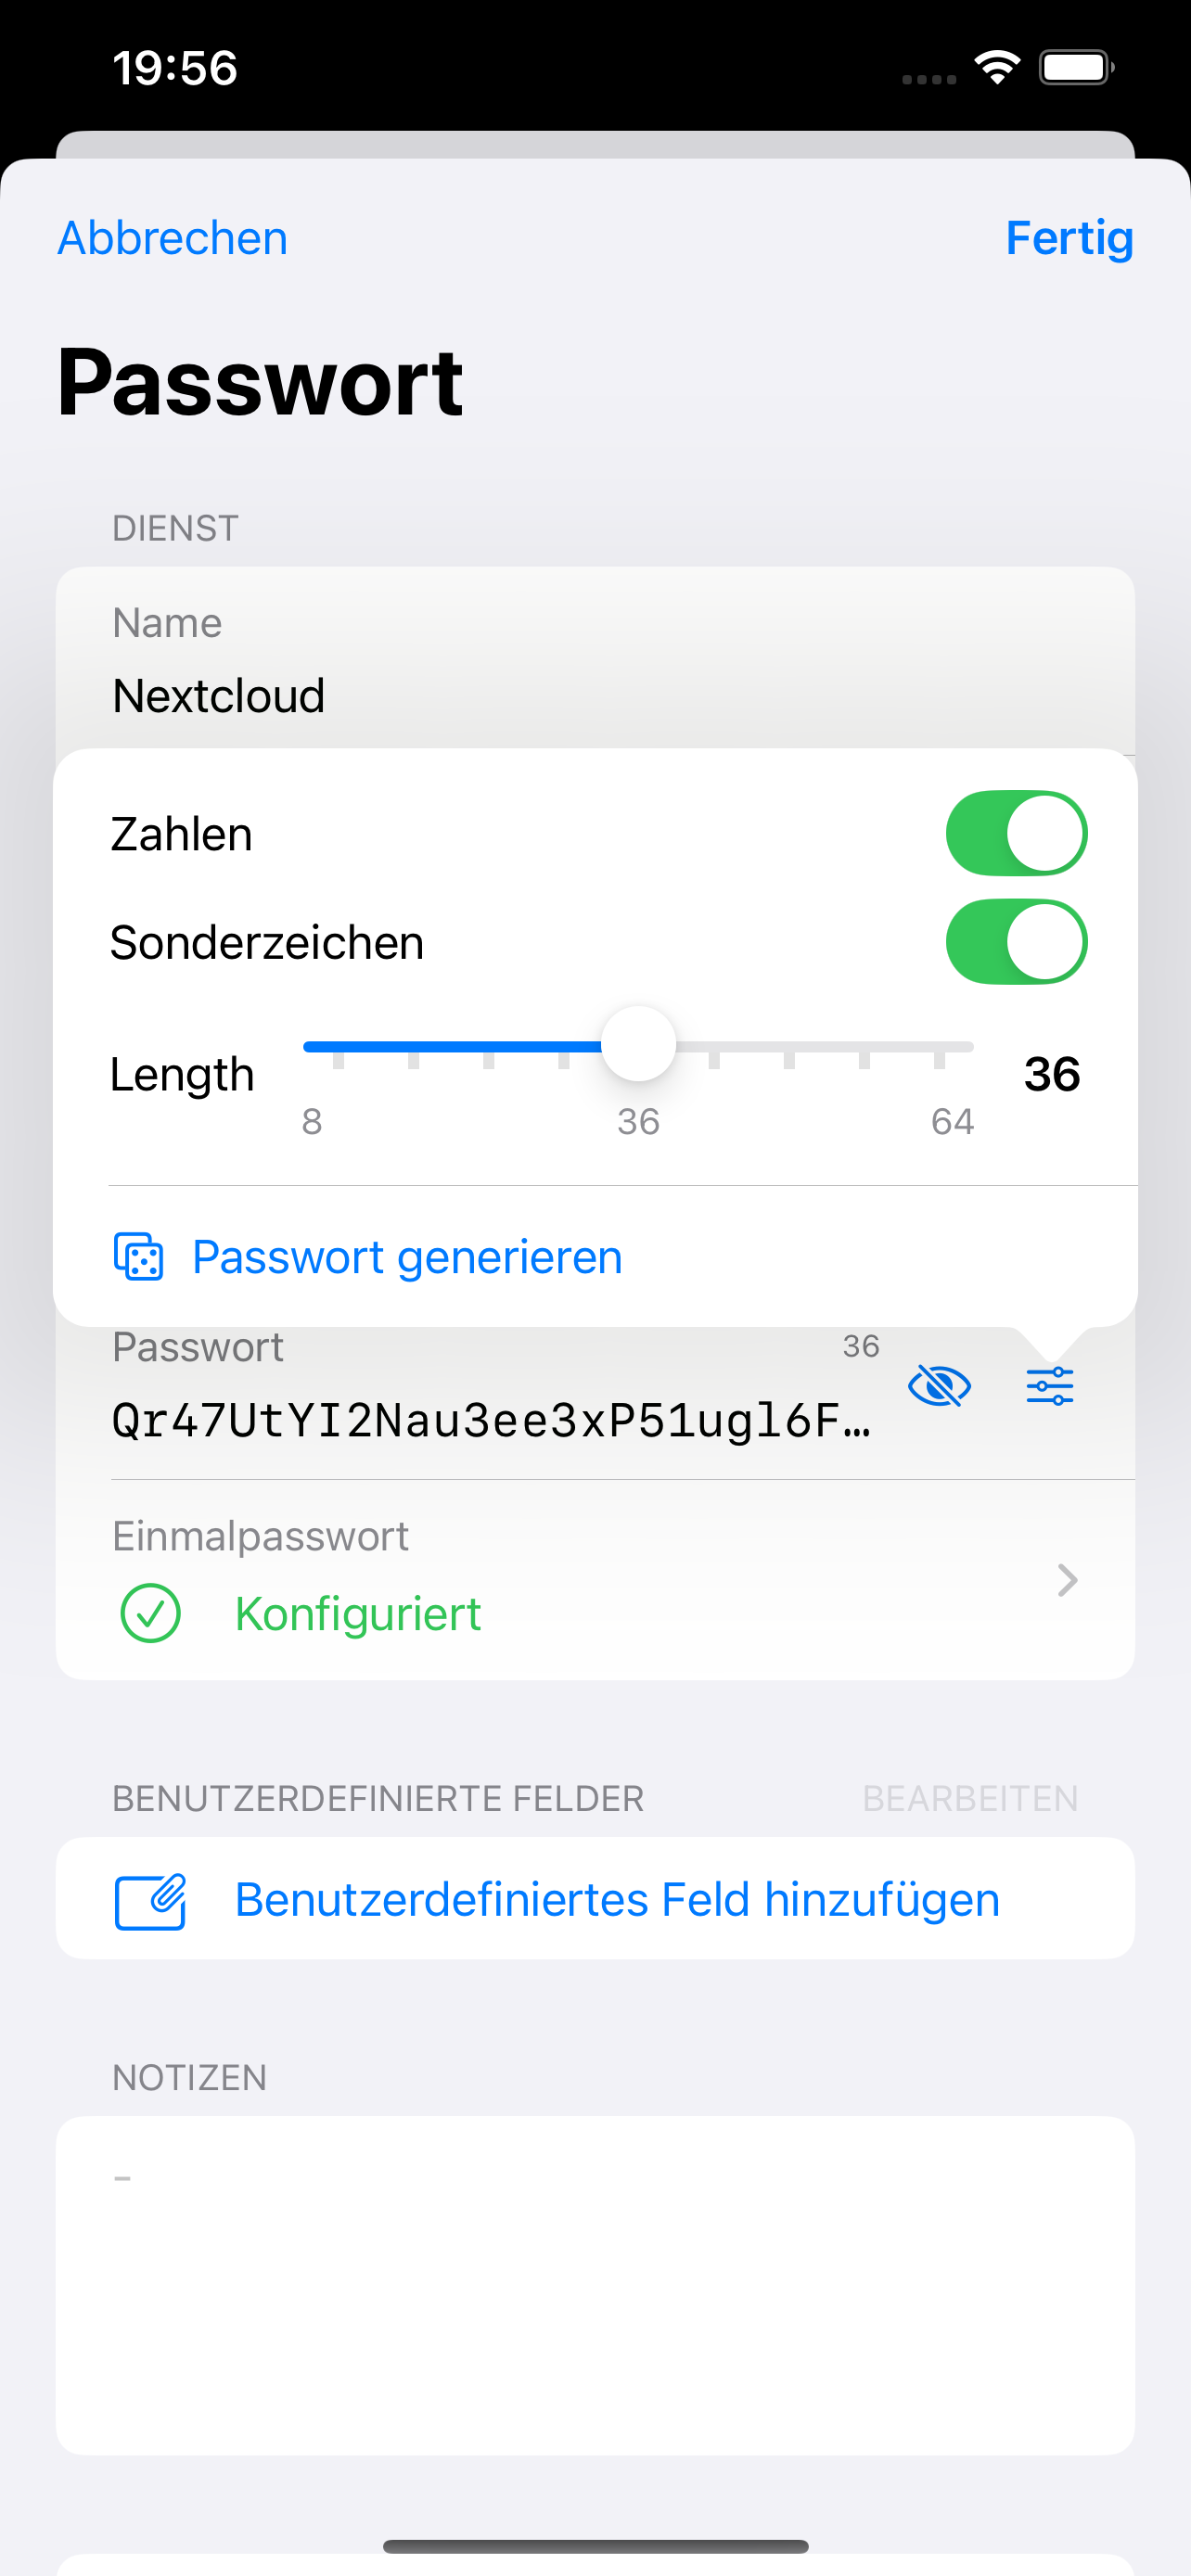 19:56
Abbrechen
Fertig
Passwort
DIENST
Name
Nextcloud
Zahlen
Sonderzeichen
Length
36
8
36
64
Passwort generieren
Passwort
36
Qr47UtYI2Nau3ee3xP51ugl6F…
Einmalpasswort
Konfiguriert
BENUTZERDEFINIERTE FELDER
BEARBEITEN
Benutzerdefiniertes Feld hinzufügen
NOTIZEN
-